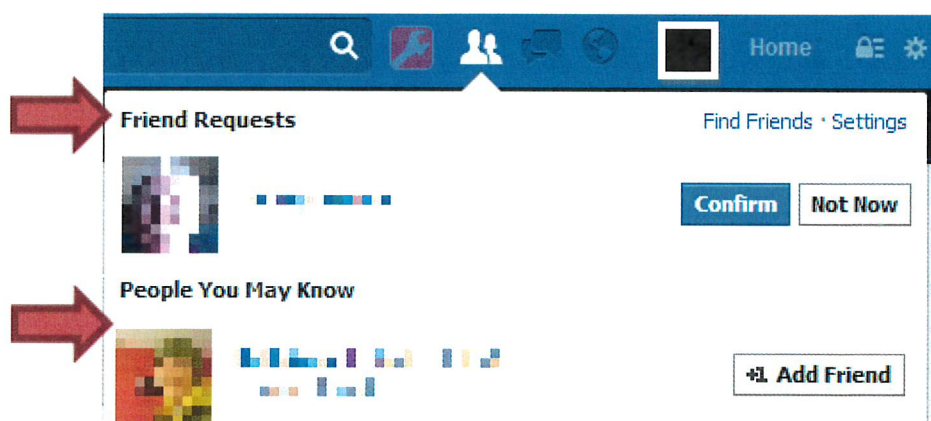 Home
Friend Requests
Find Friends · Settings
Confirm
Not Now
People You May Know
+1 Add Friend